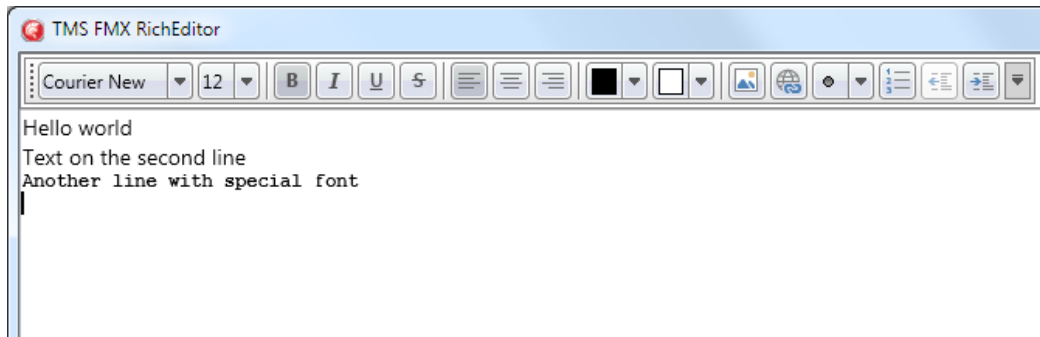 TMS FMX RichEditor
Courier New 12 B I U S
Hello world
Text on the second line
Another line with special font